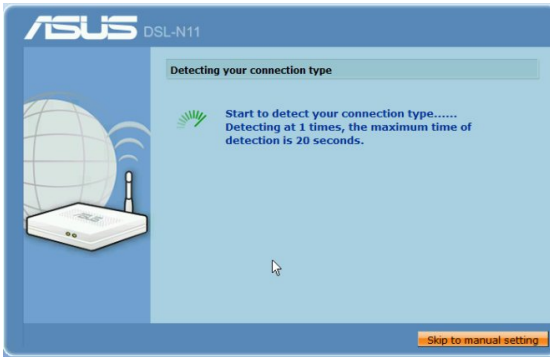 ASUS DSL-N11
Detecting your connection type
Start to detect your connection type......
Detecting at 1 times, the maximum time of
detection is 20 seconds.
ASUS
Skip to manual setting